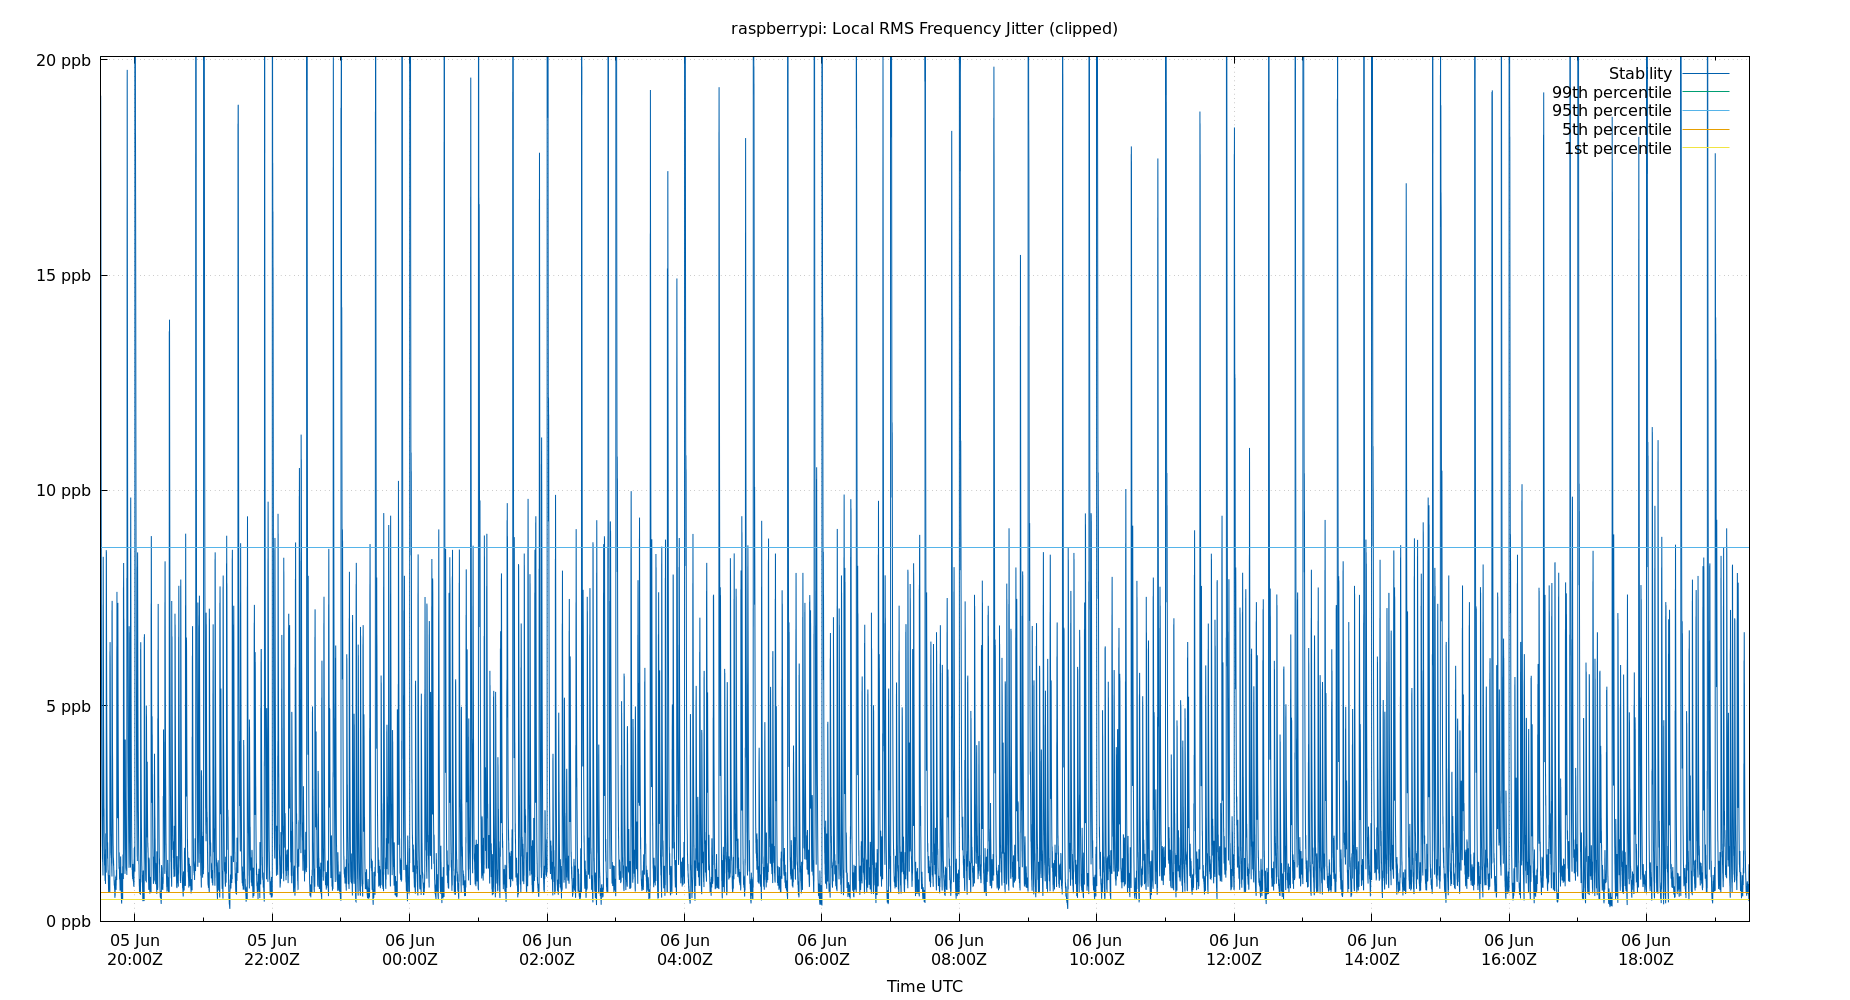 raspberrypi: Local RMS Frequency Jitter (clipped)
20 ppb
15 ppb
10 ppb
5 ppb
0 ppb
Stability
99th percentile
95th percentile
5th percentile
1st percentile
05 Jun
20:00Z
05 Jun
22:00Z
06 Jun
00:00Z
06 Jun
02:00Z
06 Jun
04:00Z
06 Jun
06:00Z
06 Jun
08:00Z
06 Jun
10:00Z
06 Jun
12:00Z
06 Jun
14:00Z
06 Jun
16:00Z
06 Jun
18:00Z
Time UTC